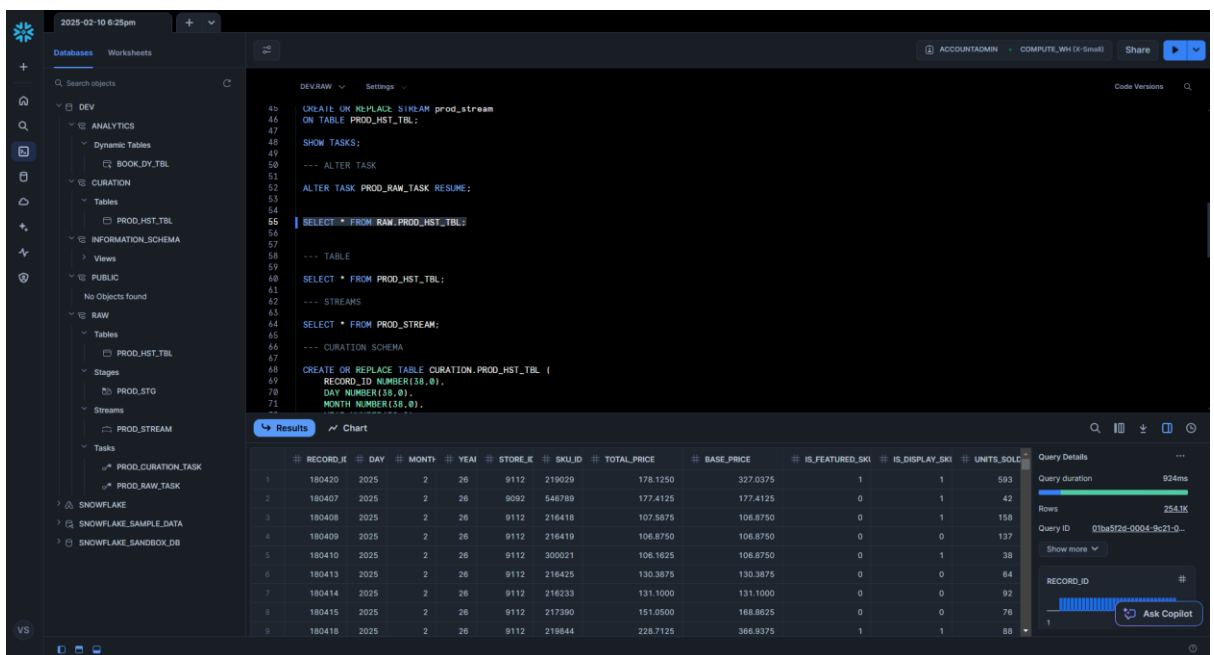 2025-02-10 6:25pm
Databases Worksheets
ACCOUNTADMIN COMPUTE_WH (X-Small) Share
Search objects
DEV
ANALYTICS
Dynamic Tables
BOOK_DY_TBL
CURATION
Tables
PROD_HST_TBL
INFORMATION_SCHEMA
Views
PUBLIC
No Objects found
RAW
Tables
PROD_HST_TBL
Stages
PROD_STG
Streams
PROD_STREAM
Tasks
PROD_CURATION_TASK
PROD_RAW_TASK
SNOWFLAKE
SNOWFLAKE_SAMPLE_DATA
SNOWFLAKE_SANDBOX_DB
VS
DEV.RAW Settings Code Versions
45 CREATE OR REPLACE STREAM prod_stream
46 ON TABLE PROD_HST_TBL;
47
48 SHOW TASKS;
49
50 --- ALTER TASK
51
52 ALTER TASK PROD_RAW_TASK RESUME;
53
54
55 SELECT * FROM RAW.PROD_HST_TBL;
56
57
58 --- TABLE
59
60 SELECT * FROM PROD_HST_TBL;
61
62 --- STREAMS
63
64 SELECT * FROM PROD_STREAM;
65
66 --- CURATION SCHEMA
67
68 CREATE OR REPLACE TABLE CURATION.PROD_HST_TBL (
69 RECORD_ID NUMBER(38,0),
70 DAY NUMBER(38,0),
71 MONTH NUMBER(38,0),
Results Chart
# RECORD_IE # DAY # MONTH # YEAI # STORE_IE # SKU_ID # TOTAL_PRICE # BASE_PRICE # IS_FEATURED_SKU # IS_DISPLAY_SKU # UNITS_SOLD
1 180420 2025 2 26 9112 219029 178.1250 327.0375 1 1 593
2 180407 2025 2 26 9092 546789 177.4125 177.4125 0 1 42
3 180408 2025 2 26 9112 216418 107.5875 106.8750 0 1 158
4 180409 2025 2 26 9112 216419 106.8750 106.8750 0 0 137
5 180410 2025 2 26 9112 300021 106.1625 106.8750 0 1 38
6 180413 2025 2 26 9112 216425 130.3875 130.3875 0 0 64
7 180414 2025 2 26 9112 216233 131.1000 131.1000 0 0 92
8 180415 2025 2 26 9112 217390 151.0500 168.8625 0 0 76
9 180418 2025 2 26 9112 219844 228.7125 366.9375 1 1 88
Query Details ...
Query duration 924ms
Rows 254.1K
Query ID 01ba5f2d-0004-9c21-0...
Show more
RECORD_ID #
1
Ask Copilot